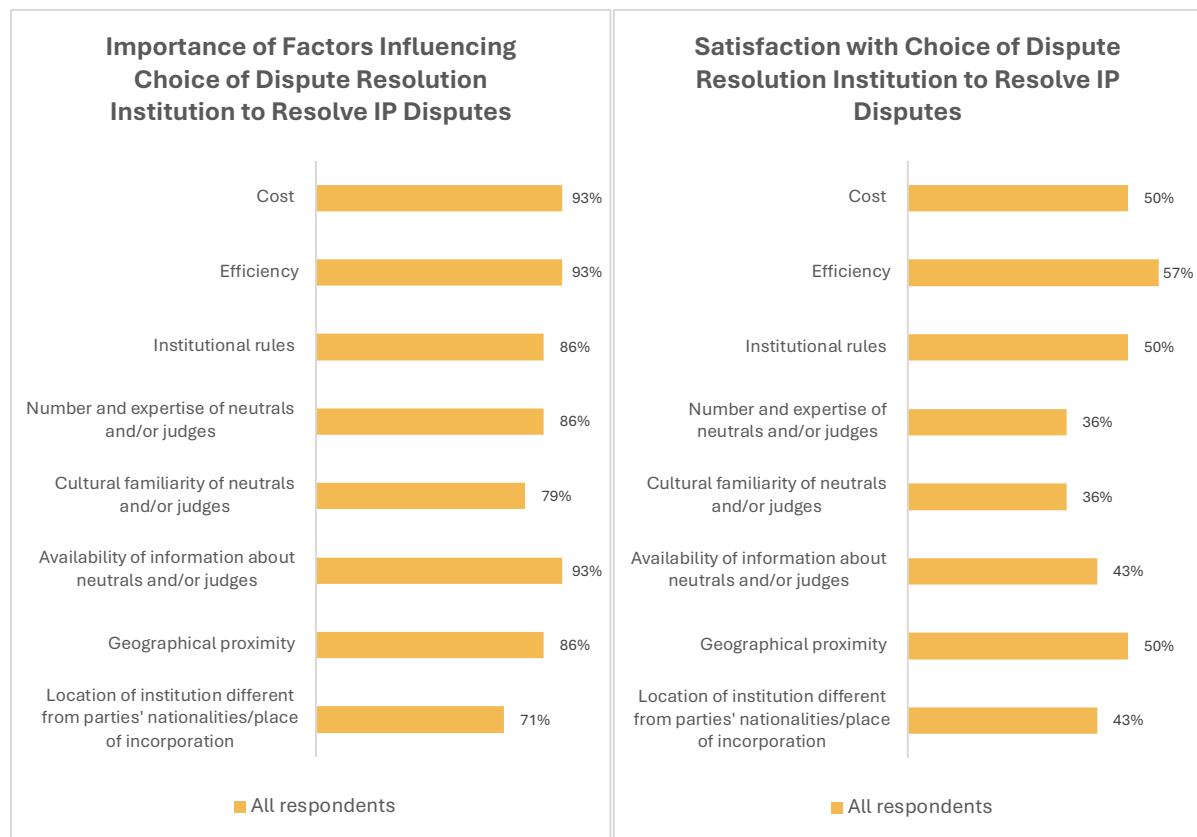 Importance of Factors Influencing
Choice of Dispute Resolution
Institution to Resolve IP Disputes
Cost
93%
Efficiency
93%
Institutional rules
86%
Number and expertise of neutrals
and/or judges
86%
Cultural familiarity of neutrals
and/or judges
79%
Availability of information about
neutrals and/or judges
93%
Geographical proximity
86%
Location of institution different
from parties' nationalities/place
of incorporation
71%
All respondents
Satisfaction with Choice of Dispute
Resolution Institution to Resolve IP
Disputes
Cost
50%
Efficiency
57%
Institutional rules
50%
Number and expertise of
neutrals and/or judges
36%
Cultural familiarity of neutrals
and/or judges
36%
Availability of information about
neutrals and/or judges
43%
Geographical proximity
50%
Location of institution different
from parties' nationalities/place
of incorporation
43%
All respondents